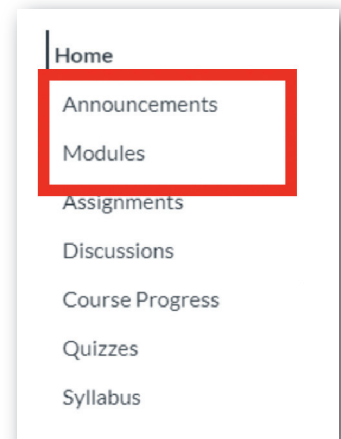 Home
Announcements
Modules
Assignments
Discussions
Course Progress
Quizzes
Syllabus